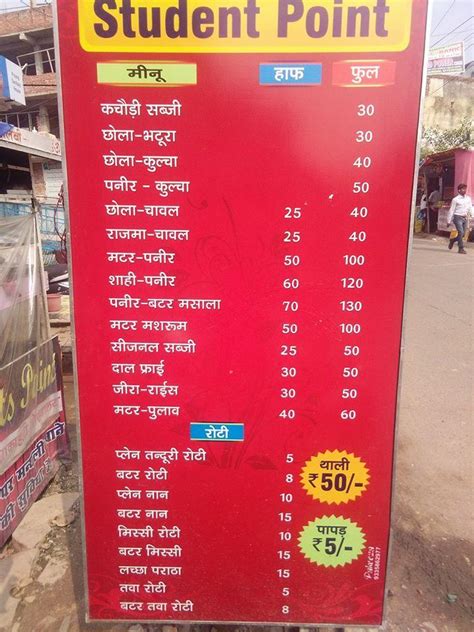 Student Point
मीनू हाफ फुल
कचौड़ी सब्जी 30
छोला-भटूरा 30
छोला-कुल्चा 40
पनीर - कुल्चा 50
छोला-चावल 25 40
राजमा-चावल 25 40
मटर-पनीर 50 100
शाही-पनीर 60 120
पनीर-बटर मसाला 70 130
मटर मशरूम 50 100
सीजनल सब्जी 25 50
दाल फ्राई 30 50
जीरा-राईस 30 50
मटर-पुलाव 40 60
रोटी
प्लेन तन्दूरी रोटी 5
बटर रोटी 8
प्लेन नान 10
बटर नान 15
मिस्सी रोटी 10
बटर मिस्सी 15
लच्छा पराठा 15
तवा रोटी 5
बटर तवा रोटी 8
थाली
₹50/-
पापड़
₹5/-